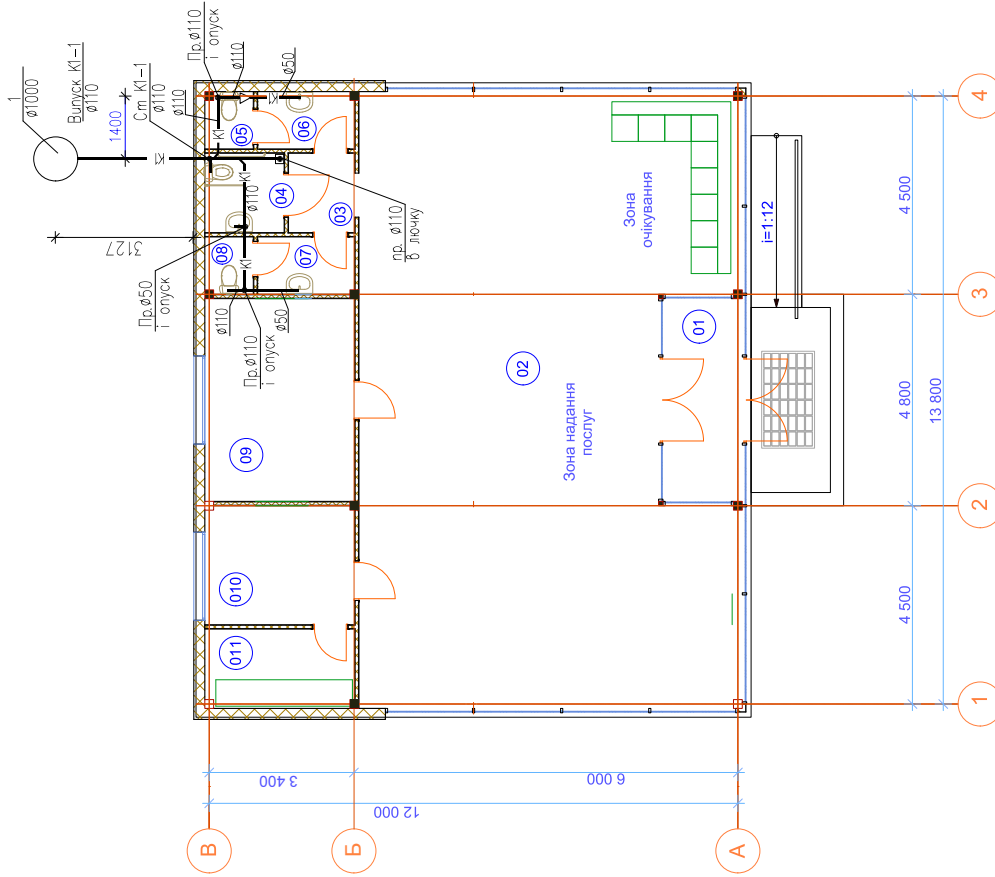 1
ø1000
Випуск К1-1
ø110
1400
Ст К1-1
ø110
ø110
Пр.ø110
і опуск
ø110
ø50
К1
К1
К1
К1
К1
ø110
3127
Пр.ø50
і опуск
ø110
Пр.ø110
і опуск
ø50
пр. ø110
в лючку
05
06
04
03
08
07
09
010
011
02
01
Зона
очікування
Зона надання
послуг
i=1:12
4 500
4 800
4 500
13 800
3 400
6 000
12 000
В
Б
А
1
2
3
4